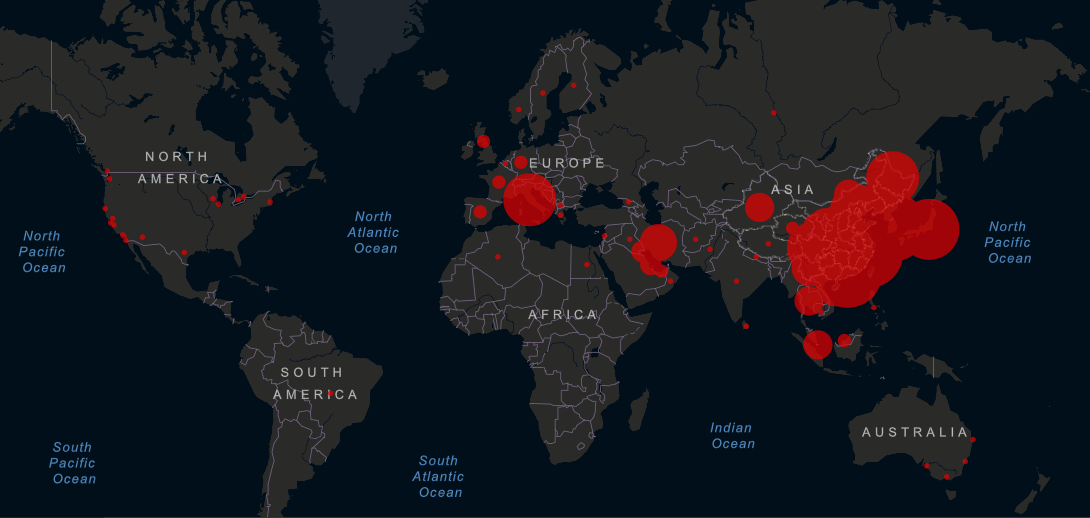 NORTH
AMERICA
EUROPE
ASIA
North
Atlantic
Ocean
North
Pacific
Ocean
North
Pacific
Ocean
AFRICA
SOUTH
AMERICA
Indian
Ocean
AUSTRALIA
South
Pacific
Ocean
South
Atlantic
Ocean